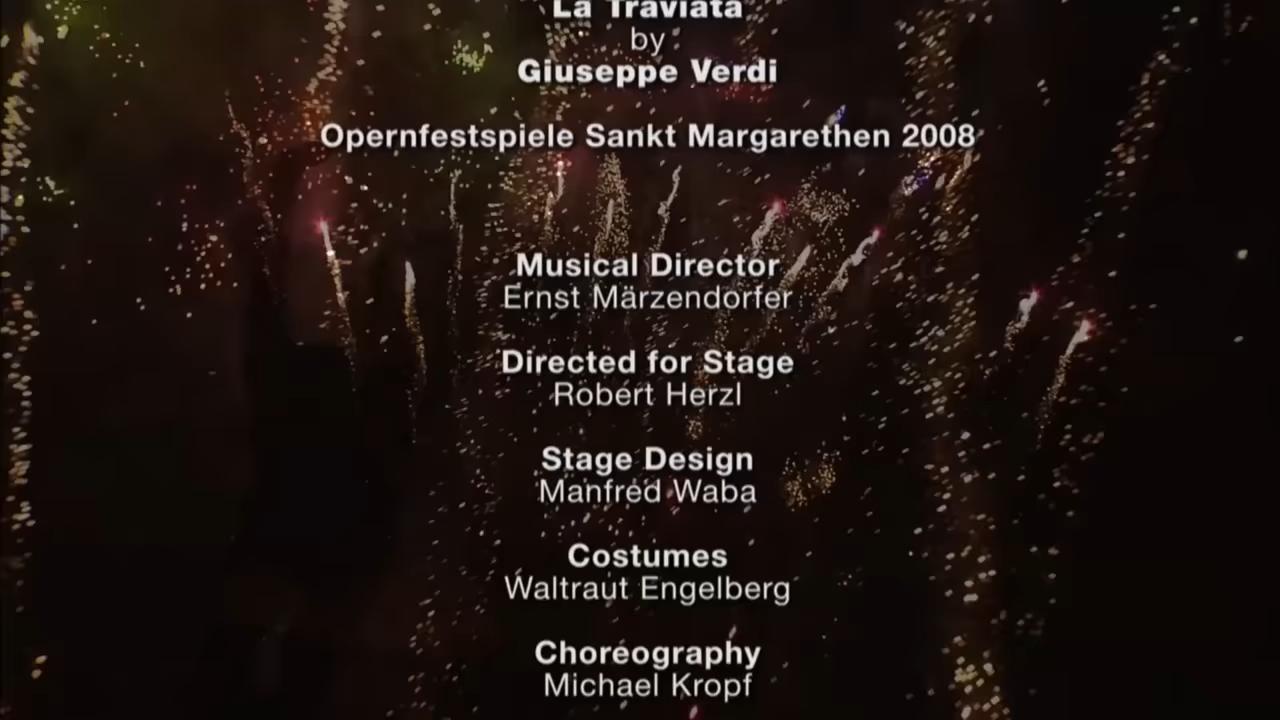 La Traviata
by
Giuseppe Verdi
Opernfestspiele Sankt Margarethen 2008
Musical Director
Ernst Märzendorfer
Directed for Stage
Robert Herzl
Stage Design
Manfred Waba
Costumes
Waltraut Engelberg
Choreography
Michael Kropf